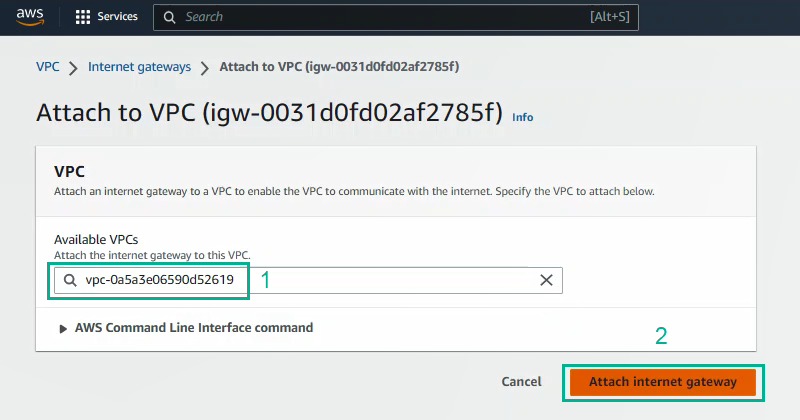 aws Services Search [Alt+S]
VPC > Internet gateways > Attach to VPC (igw-0031d0fd02af2785f)
Attach to VPC (igw-0031d0fd02af2785f) Info
VPC
Attach an internet gateway to a VPC to enable the VPC to communicate with the internet. Specify the VPC to attach below.
Available VPCs
Attach the internet gateway to this VPC.
vpc-0a5a3e06590d52619 1
AWS Command Line Interface command
2
Cancel Attach internet gateway